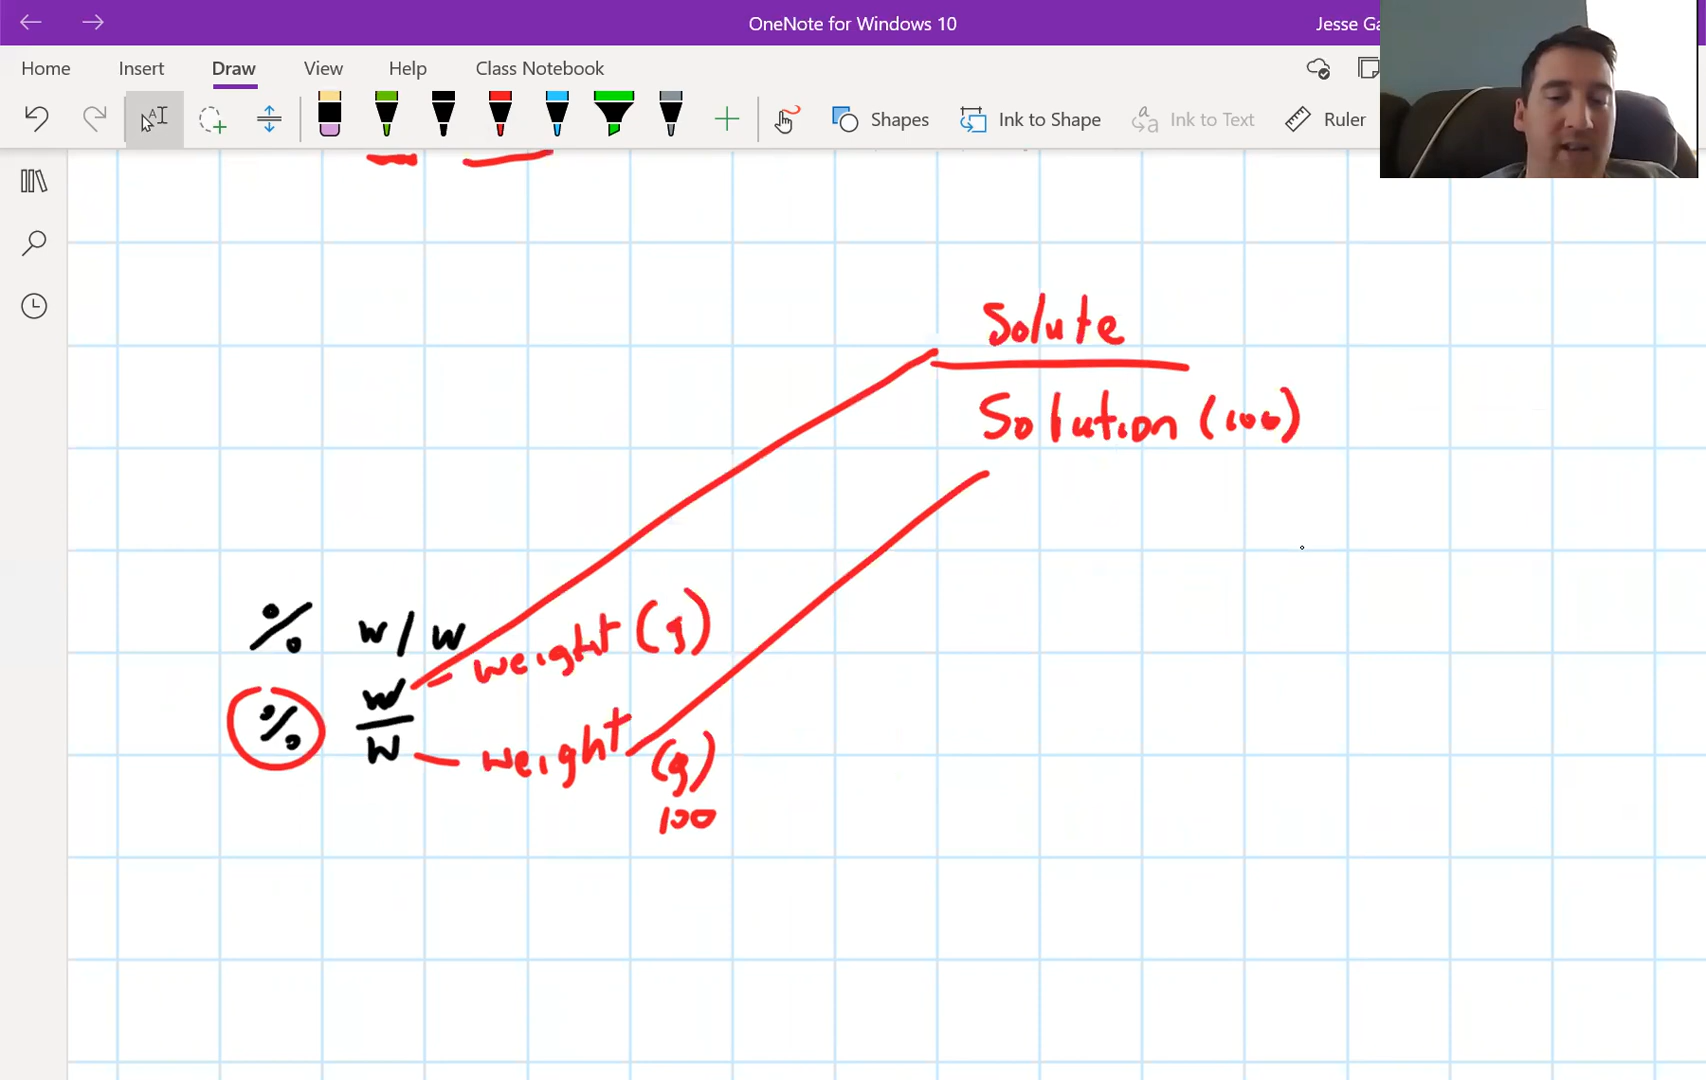 OneNote for Windows 10
Jesse Ga
Home Insert Draw View Help Class Notebook
Shapes Ink to Shape Ink to Text Ruler
Solute
Solution (100)
% w/w
weight (g)
% w
w
weight (g)
100